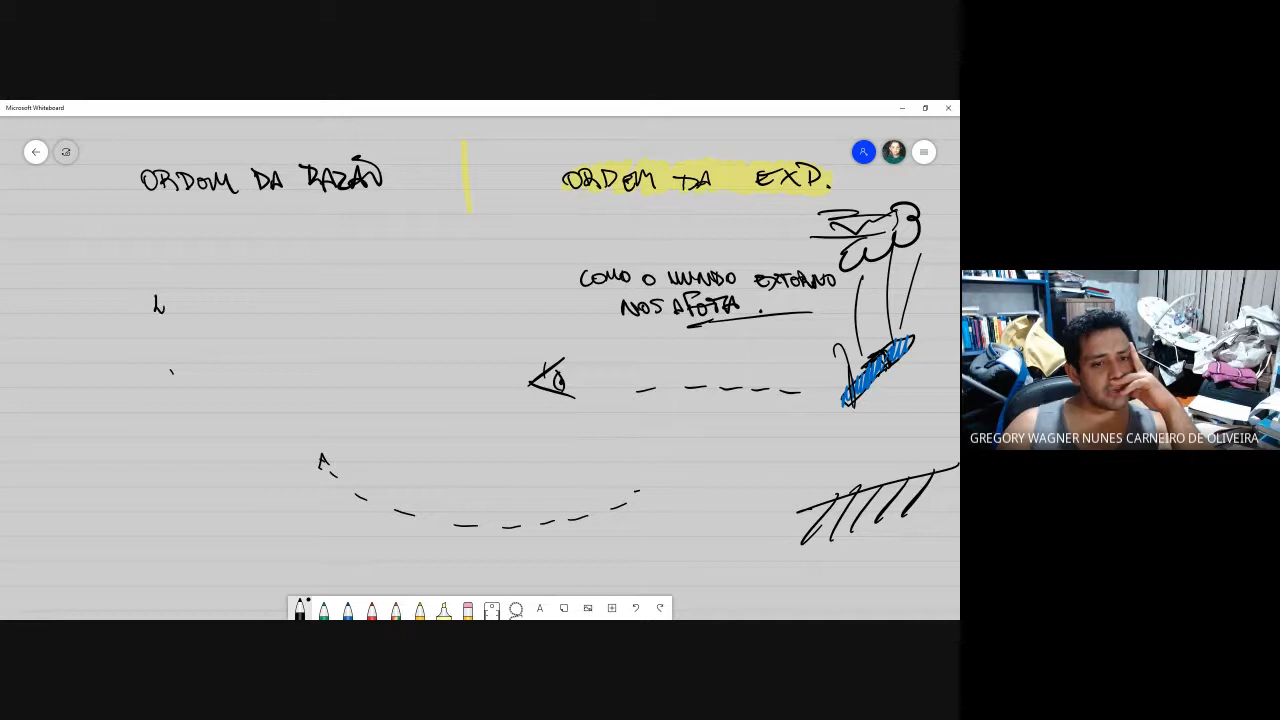 Microsoft Whiteboard
ORDEM DA RAZÃO
ORDEM DA EXP.
COMO O MUNDO EXTERNO
NOS AFETA.
A
GREGORY WAGNER NUNES CARNEIRO DE OLIVEIRA